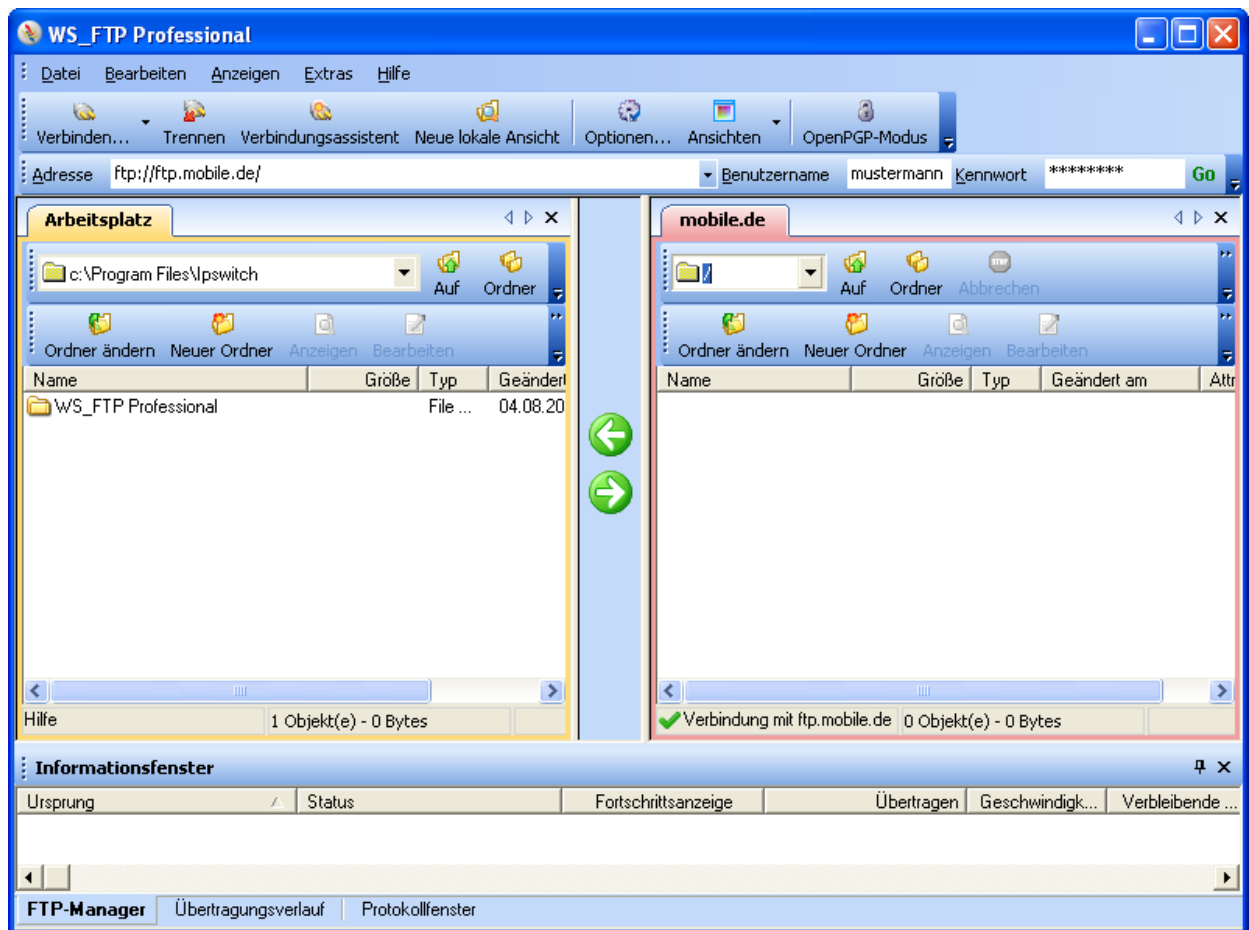 WS_FTP Professional
Datei Bearbeiten Anzeigen Extras Hilfe
Verbinden... Trennen Verbindungsassistent Neue lokale Ansicht Optionen... Ansichten OpenPGP-Modus
Adresse ftp://ftp.mobile.de/ Benutzername mustermann Kennwort ******** Go
Arbeitsplatz
c:\Program Files\Ipswitch Auf Ordner
Ordner ändern Neuer Ordner Anzeigen Bearbeiten
Name Größe Typ Geändert
WS_FTP Professional File ... 04.08.20
Hilfe 1 Objekt(e) - 0 Bytes
mobile.de
/ Auf Ordner Abbrechen
Ordner ändern Neuer Ordner Anzeigen Bearbeiten
Name Größe Typ Geändert am Attr
Verbindung mit ftp.mobile.de 0 Objekt(e) - 0 Bytes
Informationsfenster
Ursprung Status Fortschrittsanzeige Übertragen Geschwindigk... Verbleibende ...
FTP-Manager Übertragungsverlauf Protokollfenster